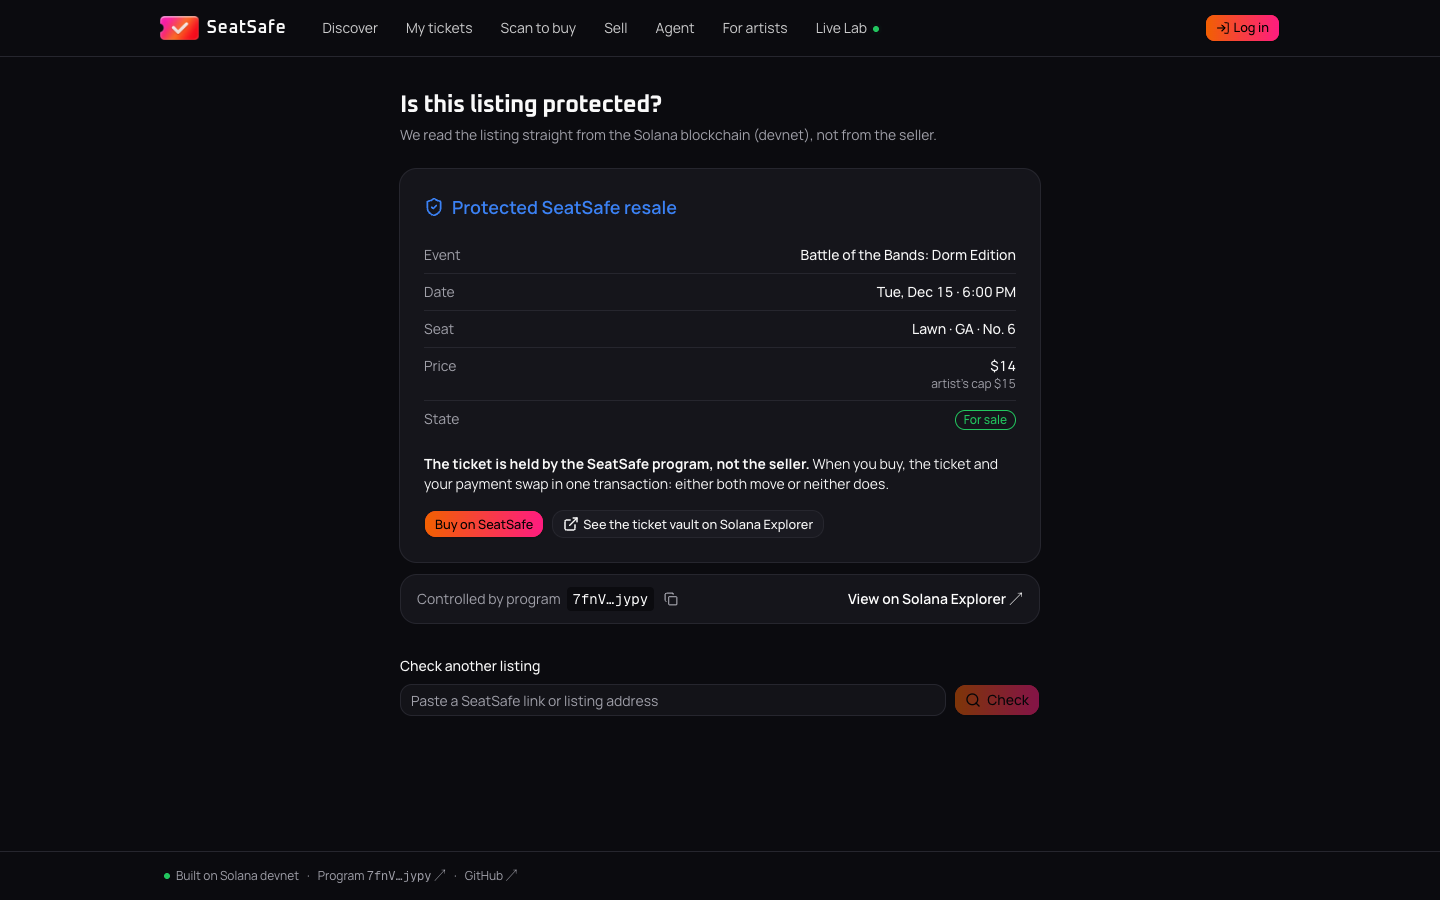 SeatSafe
Discover
My tickets
Scan to buy
Sell
Agent
For artists
Live Lab
Log in
Is this listing protected?
We read the listing straight from the Solana blockchain (devnet), not from the seller.
Protected SeatSafe resale
Event
Battle of the Bands: Dorm Edition
Date
Tue, Dec 15 · 6:00 PM
Seat
Lawn · GA · No. 6
Price
$14
artist's cap $15
State
For sale
The ticket is held by the SeatSafe program, not the seller. When you buy, the ticket and
your payment swap in one transaction: either both move or neither does.
Buy on SeatSafe
See the ticket vault on Solana Explorer
Controlled by program 7fnV…jypy
View on Solana Explorer ↗
Check another listing
Paste a SeatSafe link or listing address
Check
Built on Solana devnet · Program 7fnV…jypy ↗ · GitHub ↗